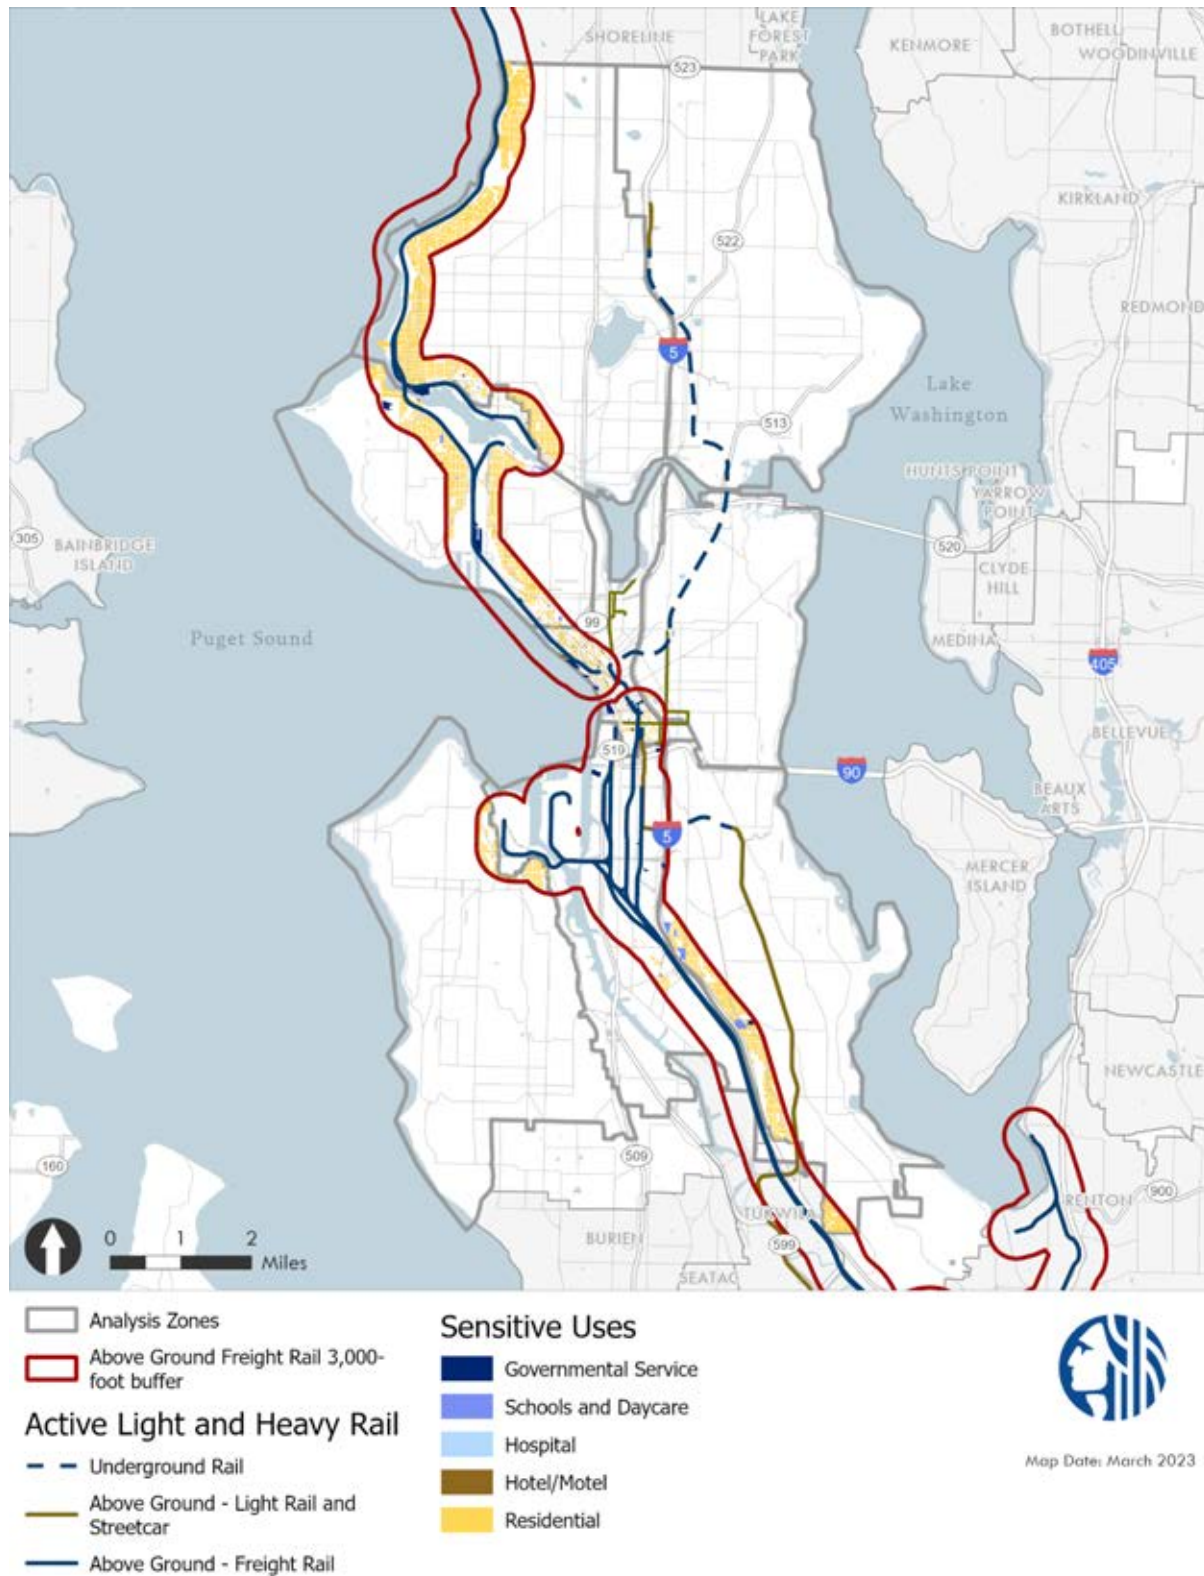 SHORELINE
LAKE
FOREST
PARK
KENMORE
BOTHELL
WOODINVILLE
523
KIRKLAND
522
REDMOND
5
Lake
Washington
513
HUNTS POINT
YARROW
POINT
305
BAINBRIDGE
ISLAND
520
CLYDE
HILL
99
Puget Sound
MEDINA
405
BELLEVUE
519
90
BEAUX
ARTS
5
MERCER
ISLAND
NEWCASTLE
160
509
RENTON
900
TUKWILA
BURIEN
599
SEATAC
0 1 2
Miles
Analysis Zones
Above Ground Freight Rail 3,000-
foot buffer
Active Light and Heavy Rail
Underground Rail
Above Ground - Light Rail and
Streetcar
Above Ground - Freight Rail
Sensitive Uses
Governmental Service
Schools and Daycare
Hospital
Hotel/Motel
Residential
Map Date: March 2023